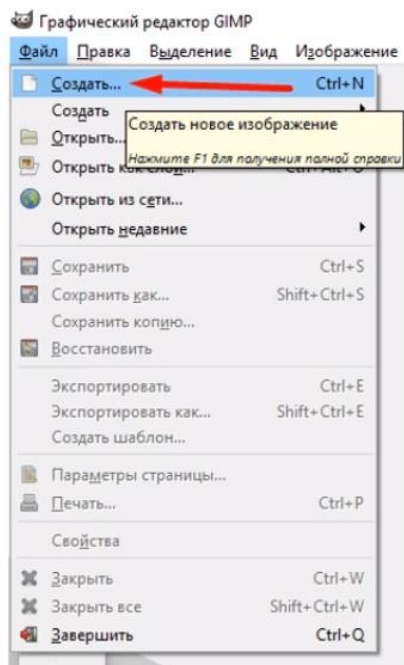 Графический редактор GIMP
Файл Правка Выделение Вид Изображение
Создать... Ctrl+N
Создать
Создать новое изображение
Открыть...
Нажмите F1 для получения полной справки
Открыть как слои... Ctrl+Alt+O
Открыть из сети...
Открыть недавние
Сохранить Ctrl+S
Сохранить как... Shift+Ctrl+S
Сохранить копию...
Восстановить
Экспортировать Ctrl+E
Экспортировать как... Shift+Ctrl+E
Создать шаблон...
Параметры страницы...
Печать... Ctrl+P
Свойства
Закрыть Ctrl+W
Закрыть все Shift+Ctrl+W
Завершить Ctrl+Q